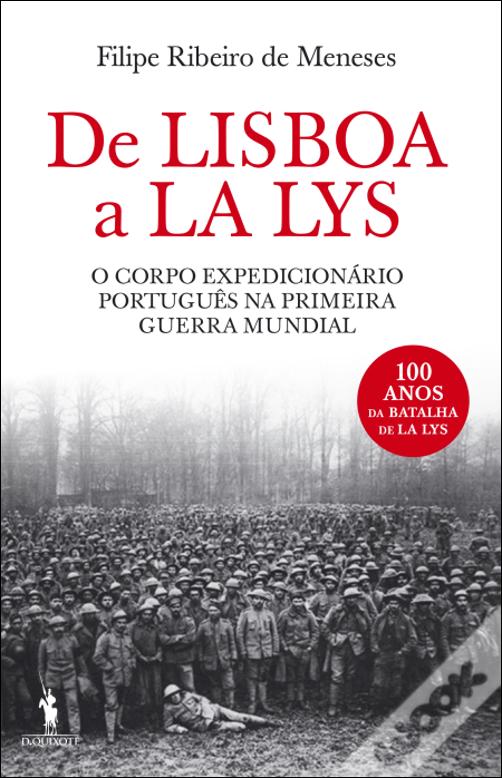 Filipe Ribeiro de Meneses
De LISBOA
a LA LYS
O CORPO EXPEDICIONÁRIO
PORTUGUÊS NA PRIMEIRA
GUERRA MUNDIAL
100
ANOS
DA BATALHA
DE LA LYS
D. QUIXOTE